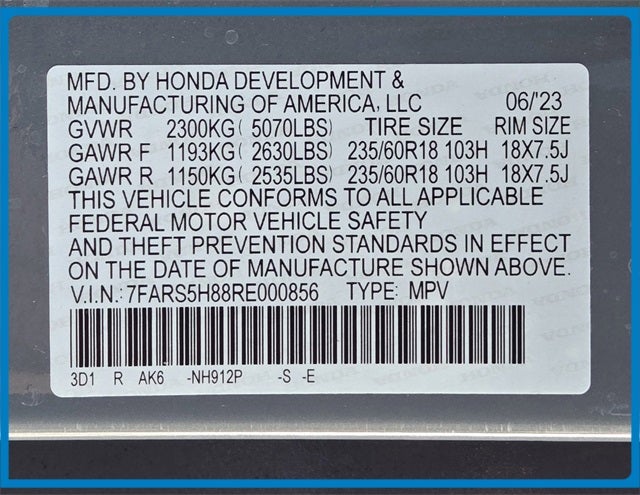 MFD. BY HONDA DEVELOPMENT &
MANUFACTURING OF AMERICA, LLC 06/'23
GVWR 2300KG( 5070LBS) TIRE SIZE RIM SIZE
GAWR F 1193KG( 2630LBS) 235/60R18 103H 18X7.5J
GAWR R 1150KG( 2535LBS) 235/60R18 103H 18X7.5J
THIS VEHICLE CONFORMS TO ALL APPLICABLE
FEDERAL MOTOR VEHICLE SAFETY
AND THEFT PREVENTION STANDARDS IN EFFECT
ON THE DATE OF MANUFACTURE SHOWN ABOVE.
V.I.N.:7FARS5H88RE000856 TYPE: MPV
3D1 R AK6 -NH912P -S -E